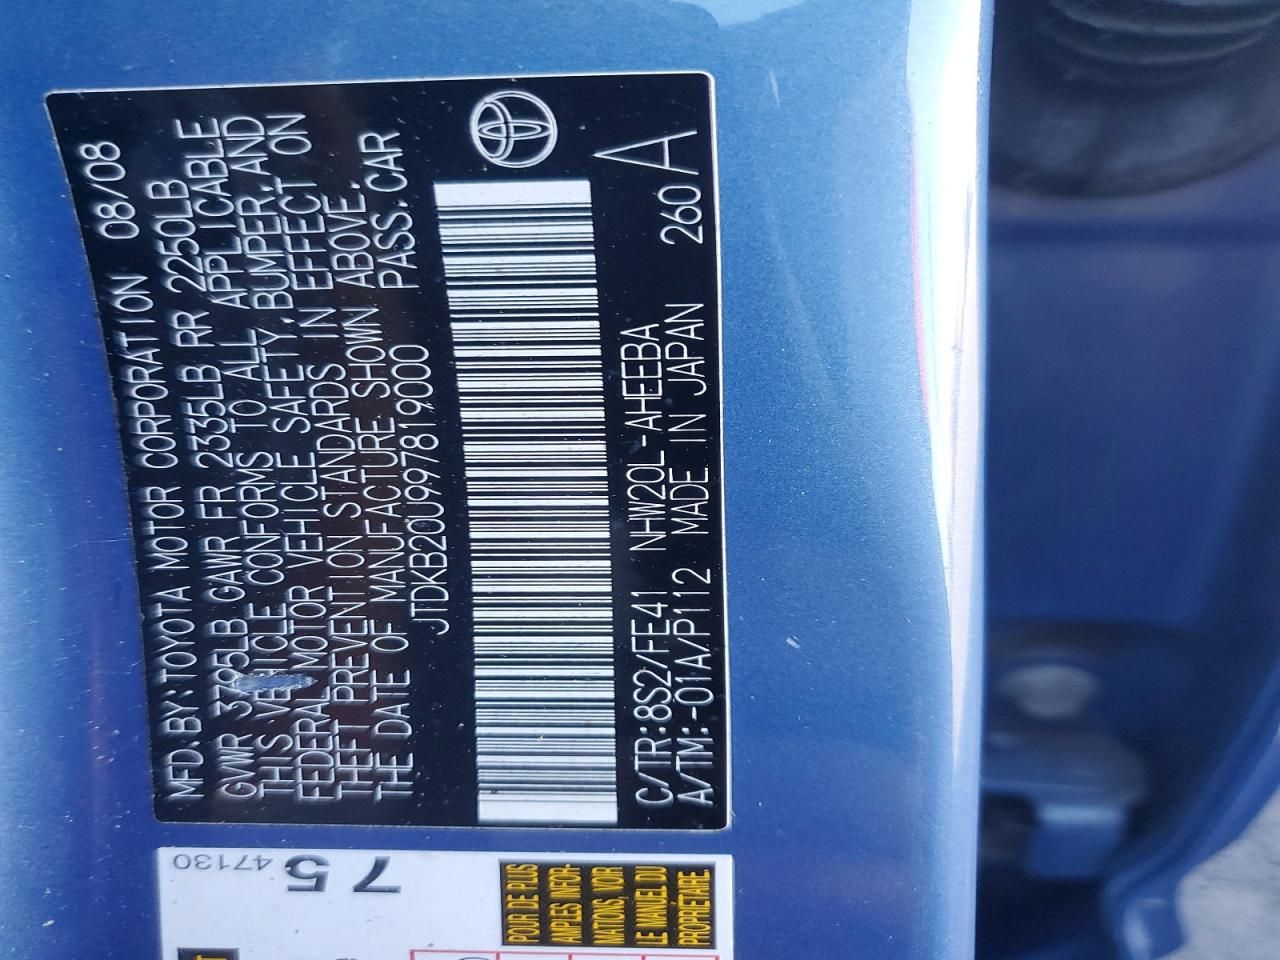 MFD. BY: TOYOTA MOTOR CORPORATION 08/08
GVWR 3795LB GAWR FR 2335LB RR 2250LB
THIS VEHICLE CONFORMS TO ALL APPLICABLE
FEDERAL MOTOR VEHICLE SAFETY, BUMPER, AND
THEFT PREVENTION STANDARDS IN EFFECT ON
THE DATE OF MANUFACTURE SHOWN ABOVE.
JTDKB20U997819000 PASS. CAR
C/TR:8S2/FE41 NHW20L-AHEEBA
A/TM:-01A/P112 MADE IN JAPAN 260 A
47130
75
POUR DE PLUS
AMPLES INFOR-
MATIONS, VOIR
LE MANUEL DU
PROPRIÉTAIRE.